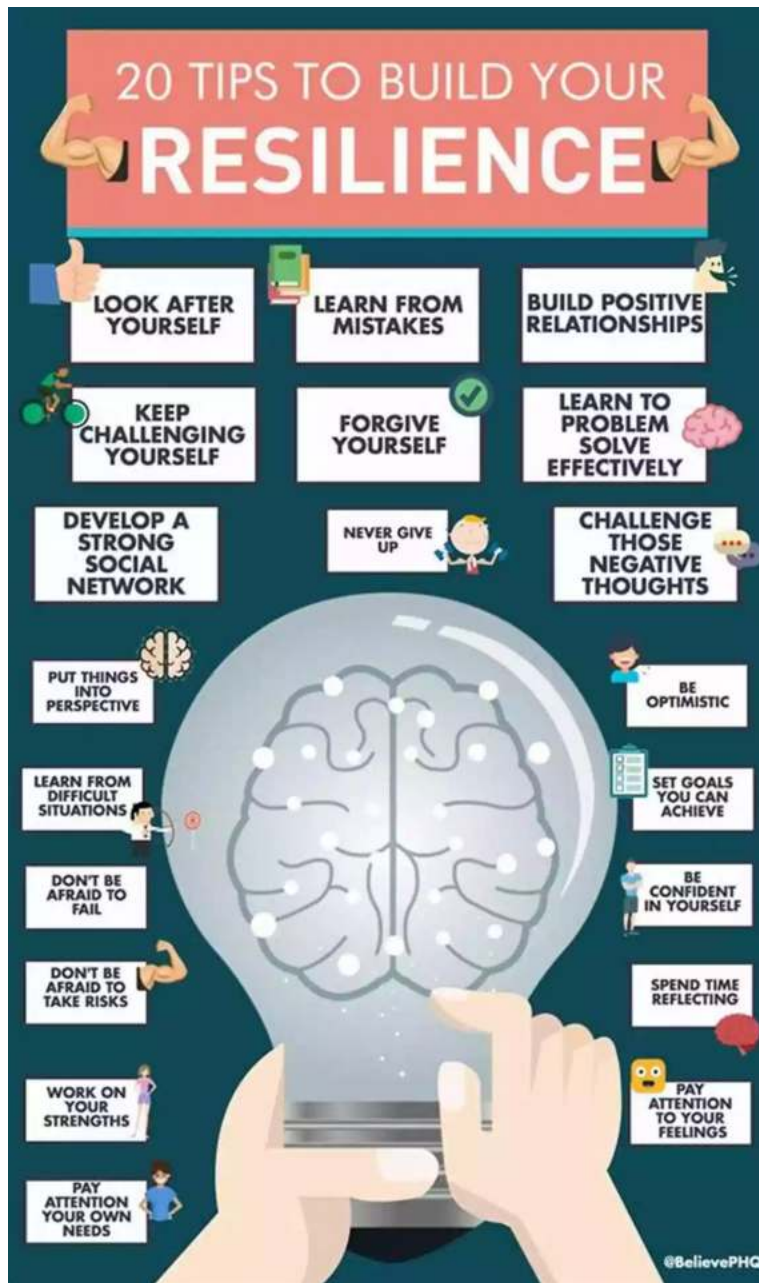 20 TIPS TO BUILD YOUR
RESILIENCE
LOOK AFTER
YOURSELF
LEARN FROM
MISTAKES
BUILD POSITIVE
RELATIONSHIPS
KEEP
CHALLENGING
YOURSELF
FORGIVE
YOURSELF
LEARN TO
PROBLEM
SOLVE
EFFECTIVELY
DEVELOP A
STRONG
SOCIAL
NETWORK
NEVER GIVE
UP
CHALLENGE
THOSE
NEGATIVE
THOUGHTS
PUT THINGS
INTO
PERSPECTIVE
BE
OPTIMISTIC
LEARN FROM
DIFFICULT
SITUATIONS
SET GOALS
YOU CAN
ACHIEVE
DON'T BE
AFRAID TO
FAIL
BE
CONFIDENT
IN YOURSELF
DON'T BE
AFRAID TO
TAKE RISKS
SPEND TIME
REFLECTING
WORK ON
YOUR
STRENGTHS
PAY
ATTENTION
TO YOUR
FEELINGS
PAY
ATTENTION
YOUR OWN
NEEDS
@BelievePHQ